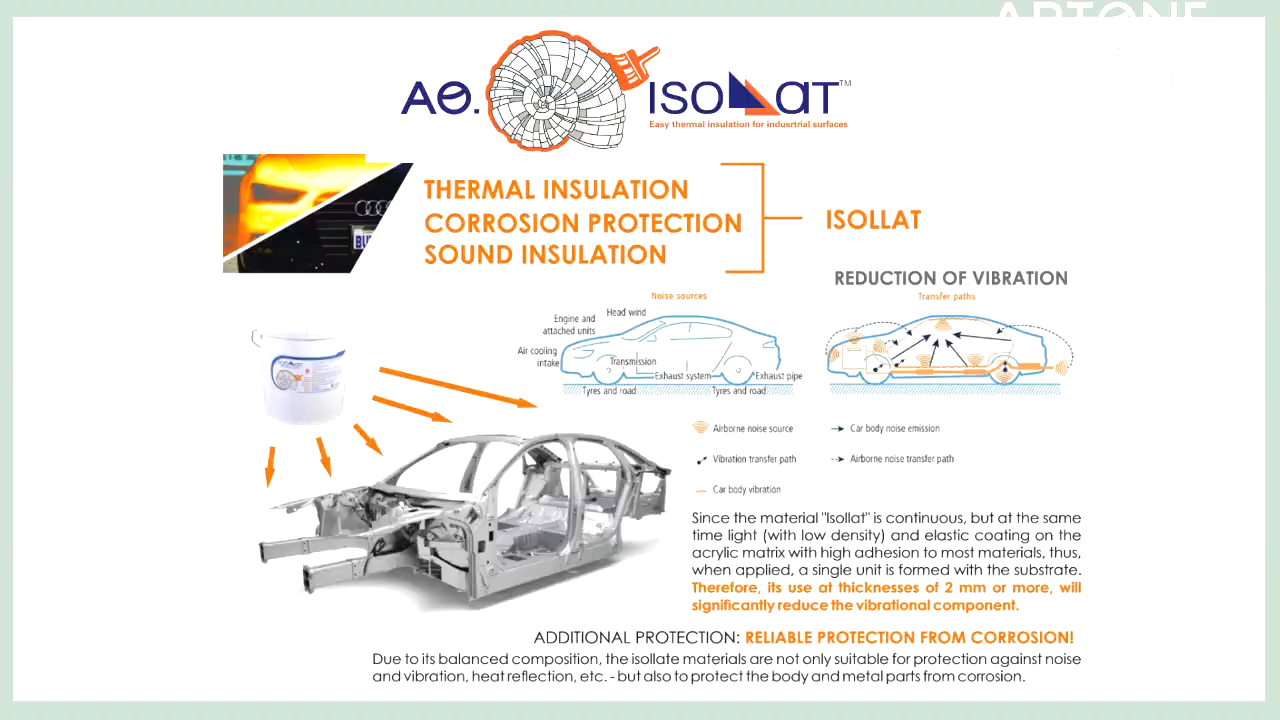 AΘ.
ISOLLAT™
Easy thermal insulation for indusrtrial surfaces
THERMAL INSULATION
CORROSION PROTECTION
SOUND INSULATION
ISOLLAT
REDUCTION OF VIBRATION
Noise sources
Transfer paths
Head wind
Engine and
attached units
Air cooling
intake
Transmission
Exhaust system
Exhaust pipe
Tyres and road
Tyres and road
Airborne noise source
Car body noise emission
Vibration transfer path
Airborne noise transfer path
Car body vibration
Since the material "Isollat" is continuous, but at the same
time light (with low density) and elastic coating on the
acrylic matrix with high adhesion to most materials, thus,
when applied, a single unit is formed with the substrate.
Therefore, its use at thicknesses of 2 mm or more, will
significantly reduce the vibrational component.
ADDITIONAL PROTECTION: RELIABLE PROTECTION FROM CORROSION!
Due to its balanced composition, the isollate materials are not only suitable for protection against noise
and vibration, heat reflection, etc. - but also to protect the body and metal parts from corrosion.